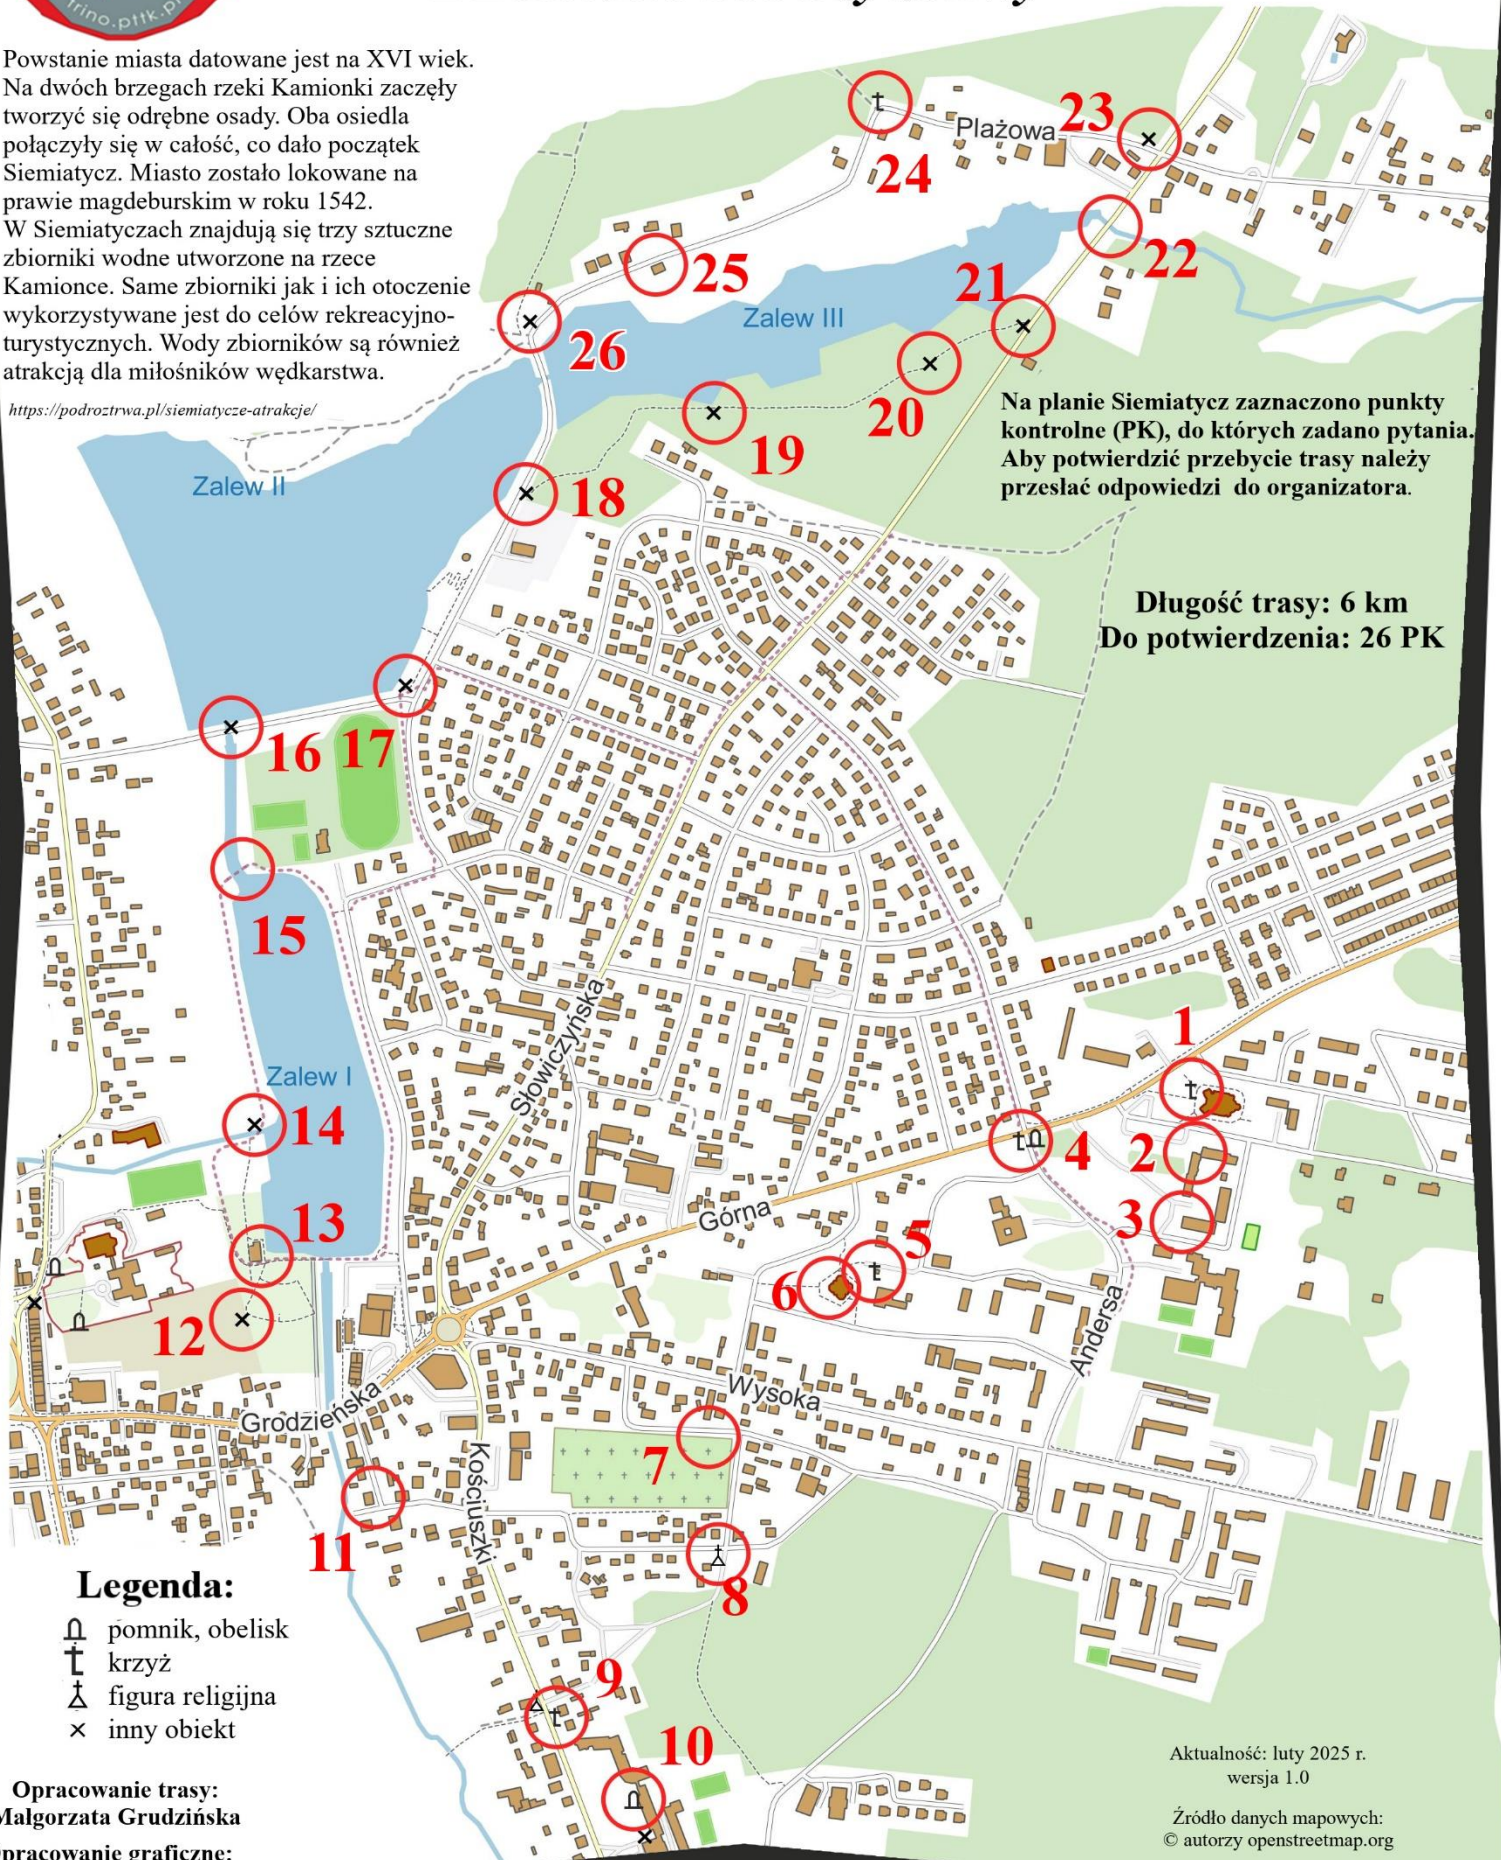 trino.pttk.p
Powstanie miasta datowane jest na XVI wiek.
Na dwóch brzegach rzeki Kamionki zaczęły
tworzyć się odrębne osady. Oba osiedla
połączyły się w całość, co dało początek
Siemiatycz. Miasto zostało lokowane na
prawie magdeburskim w roku 1542.
W Siemiatyczach znajdują się trzy sztuczne
zbiorniki wodne utworzone na rzece
Kamionce. Same zbiorniki jak i ich otoczenie
wykorzystywane jest do celów rekreacyjno-
turystycznych. Wody zbiorników są również
atrakcją dla miłośników wędkarstwa.
https://podroztrwa.pl/siemiatycze-atrakcje/
Plażowa
23
24
22
25
21
Zalew III
26
20
19
Na planie Siemiatycz zaznaczono punkty
kontrolne (PK), do których zadano pytania.
Aby potwierdzić przebycie trasy należy
przesłać odpowiedzi do organizatora.
Zalew II
18
Długość trasy: 6 km
Do potwierdzenia: 26 PK
16
17
15
Słowiczyńska
1
Zalew I
14
4
2
13
Górna
3
5
6
12
Andersa
Wysoka
Grodzieńska
7
Kościuszki
11
8
Legenda:
pomnik, obelisk
krzyż
figura religijna
inny obiekt
9
10
Opracowanie trasy:
Małgorzata Grudzińska
Opracowanie graficzne:
Aktualność: luty 2025 r.
wersja 1.0
Źródło danych mapowych:
© autorzy openstreetmap.org